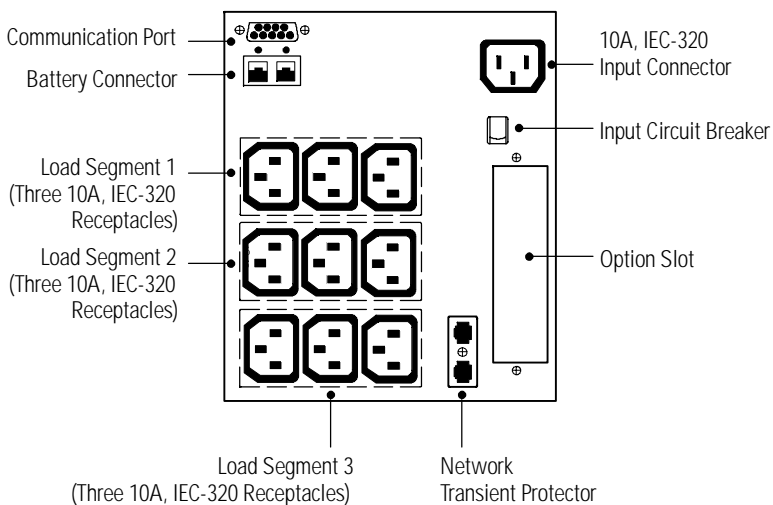 Communication Port
Battery Connector
10A, IEC-320
Input Connector
Input Circuit Breaker
Load Segment 1
(Three 10A, IEC-320
Receptacles)
Load Segment 2
(Three 10A, IEC-320
Receptacles)
Option Slot
Load Segment 3
(Three 10A, IEC-320 Receptacles)
Network
Transient Protector